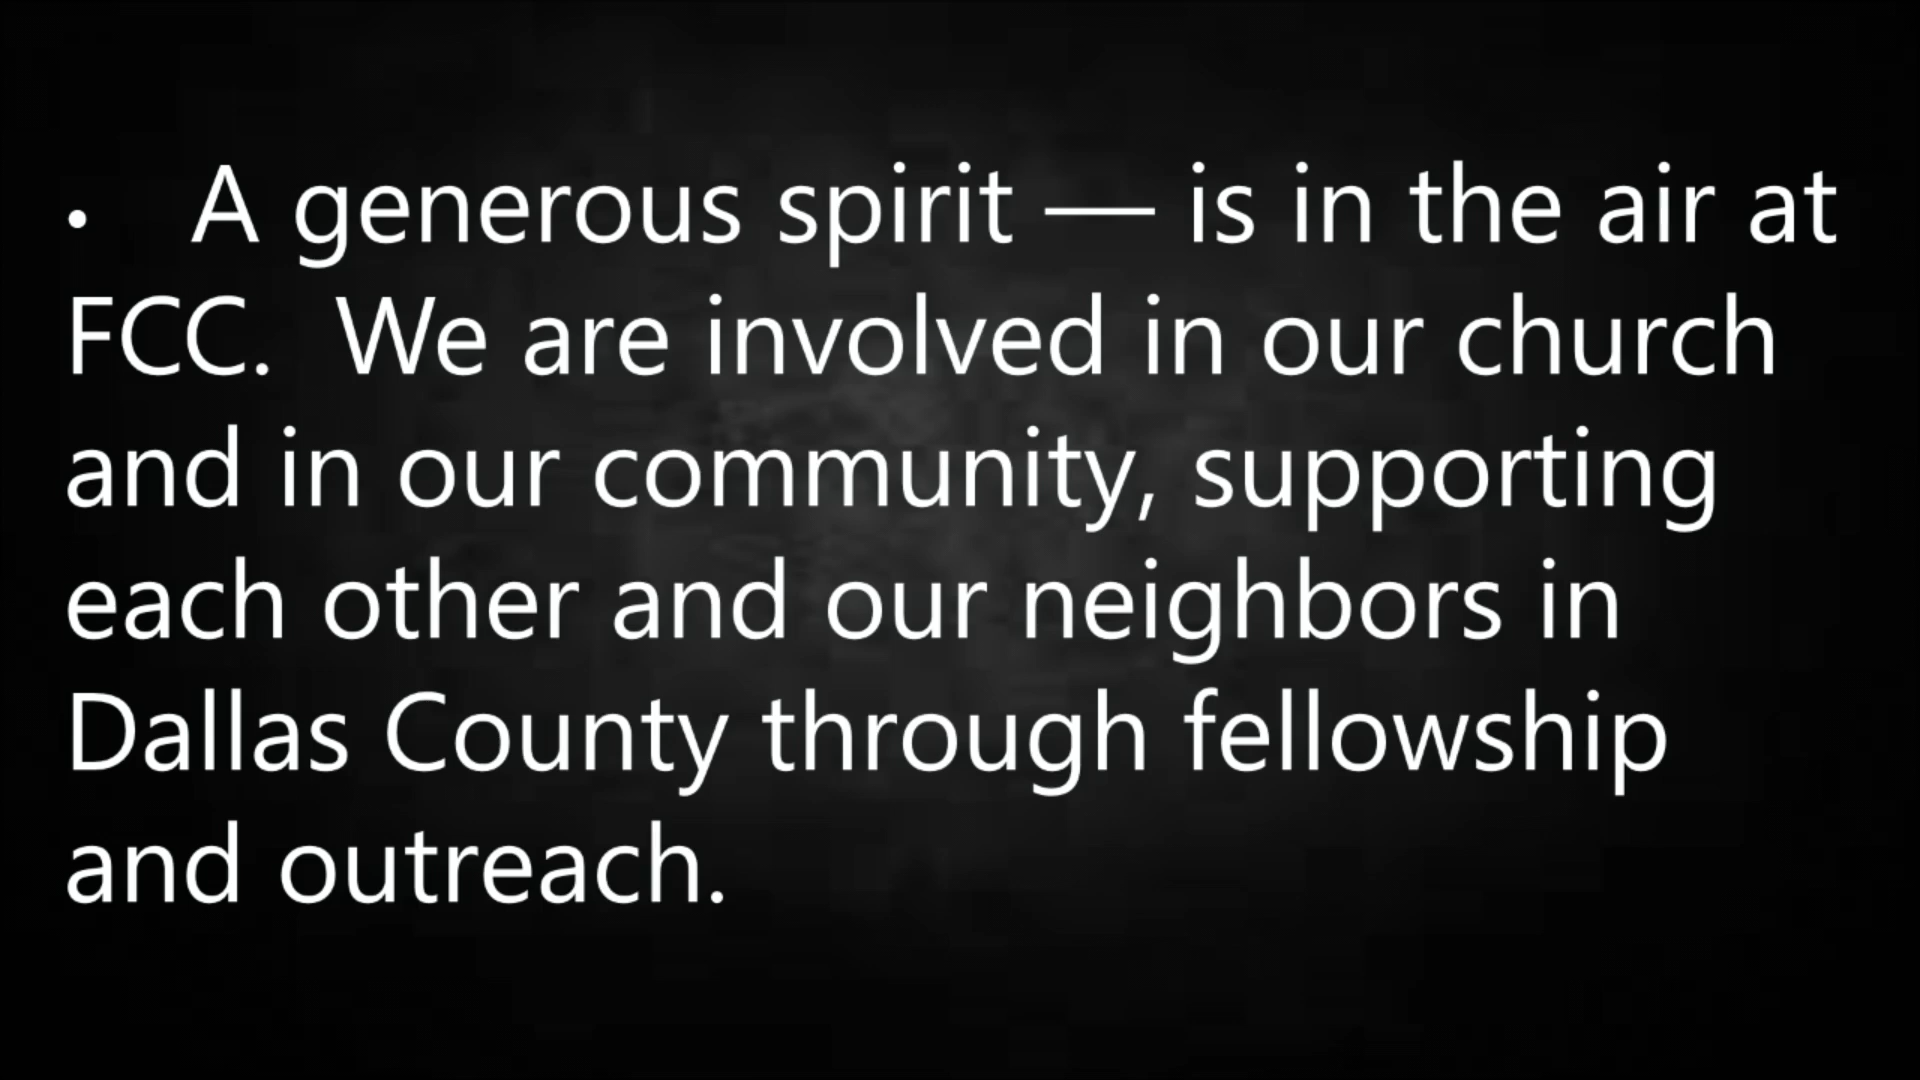 •   A generous spirit — is in the air at
FCC.  We are involved in our church
and in our community, supporting
each other and our neighbors in
Dallas County through fellowship
and outreach.